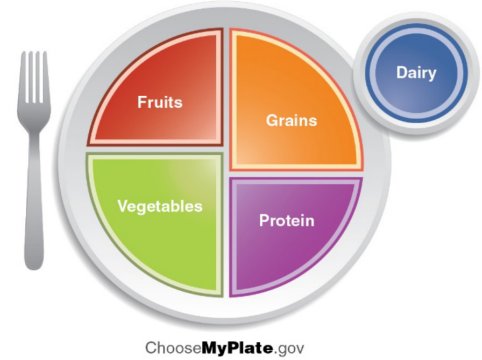 Fruits
Grains
Dairy
Vegetables
Protein
ChooseMyPlate.gov